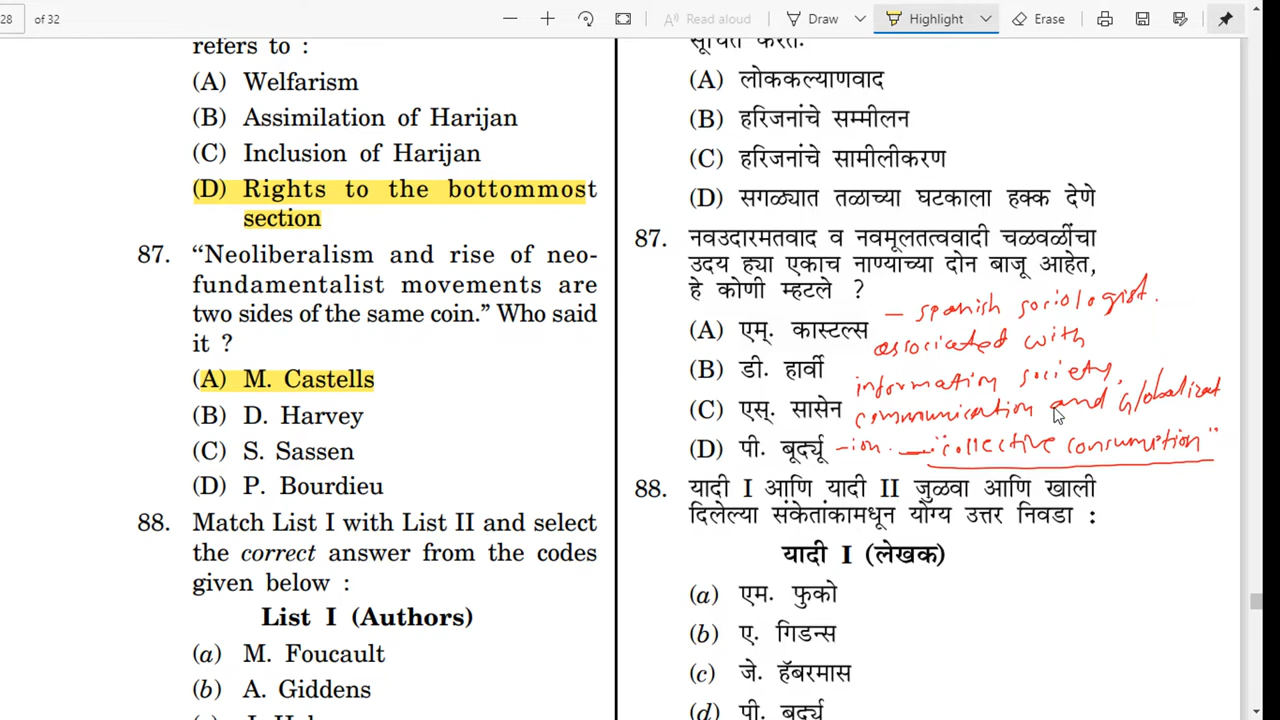 28 of 32 Read aloud Draw Highlight Erase
refers to :
(A) Welfarism
(B) Assimilation of Harijan
(C) Inclusion of Harijan
(D) Rights to the bottommost
section
87. “Neoliberalism and rise of neo-
fundamentalist movements are
two sides of the same coin.” Who said
it ?
(A) M. Castells
(B) D. Harvey
(C) S. Sassen
(D) P. Bourdieu
88. Match List I with List II and select
the correct answer from the codes
given below :
List I (Authors)
(a) M. Foucault
(b) A. Giddens
सूचित करते.
(A) लोककल्याणवाद
(B) हरिजनांचे सम्मीलन
(C) हरिजनांचे सामीलीकरण
(D) सगळ्यात तळाच्या घटकाला हक्क देणे
87. नवउदारमतवाद व नवमूलतत्ववादी चळवळींचा
उदय ह्या एकाच नाण्याच्या दोन बाजू आहेत,
हे कोणी म्हटले ?
(A) एम्. कास्टल्स
(B) डी. हार्वी
(C) एस्. सासेन
(D) पी. बूर्द्यू
— spanish sociologist.
associated with
information society,
communication and Globalizat
-ion. — "collective consumption"
88. यादी I आणि यादी II जुळवा आणि खाली
दिलेल्या संकेतांकामधून योग्य उत्तर निवडा :
यादी I (लेखक)
(a) एम. फुको
(b) ए. गिडन्स
(c) जे. हॅबरमास
(d) पी. बूर्द्यू